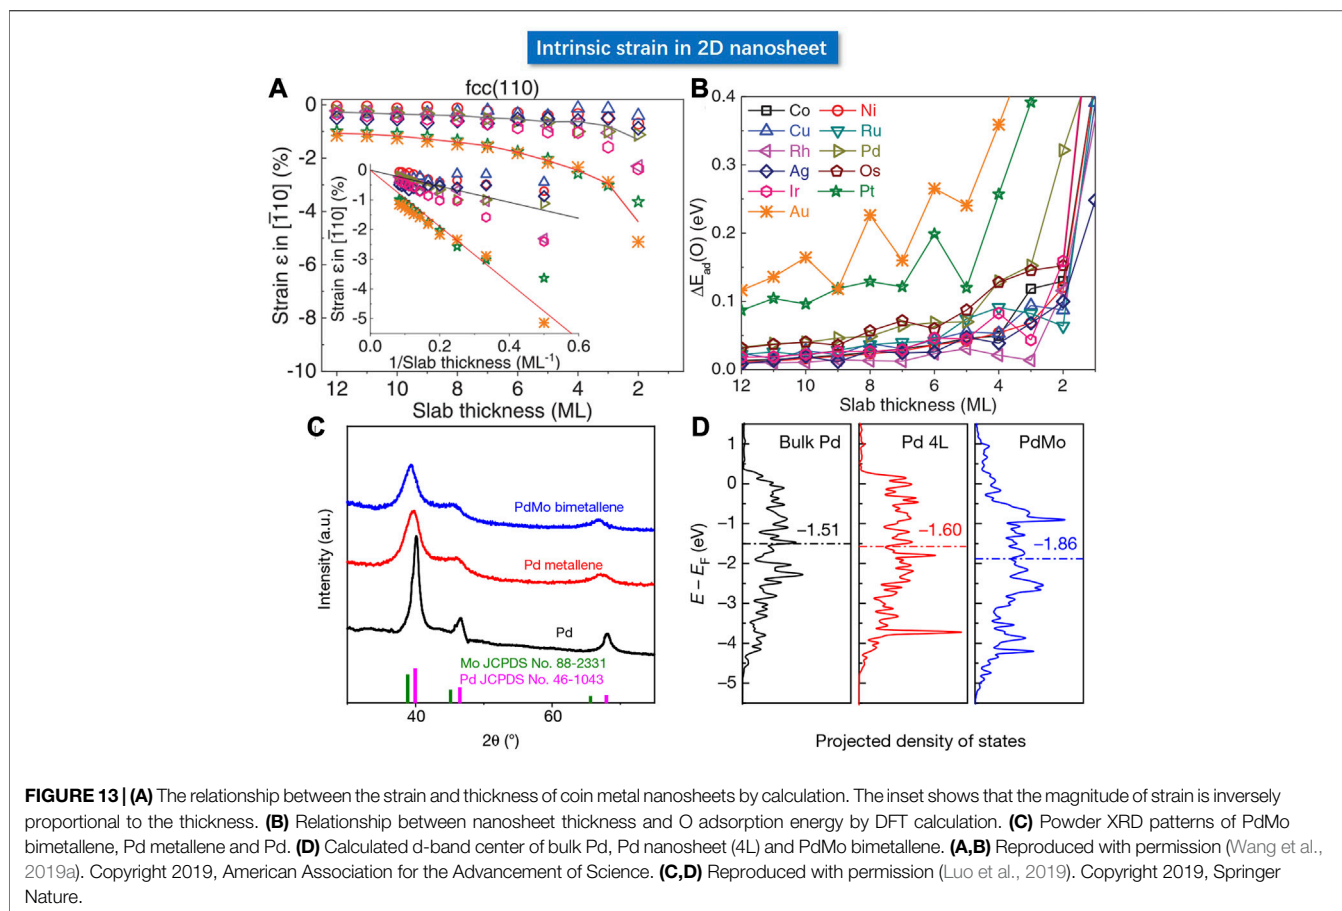 Intrinsic strain in 2D nanosheet
A
fcc(110)
0
-2
-4
-6
-8
-10
Strain ε in [1̅10] (%)
12
10
8
6
4
2
Slab thickness (ML)
0
-1
-2
-3
-4
-5
Strain ε in [1̅10] (%)
0.0
0.2
0.4
0.6
1/Slab thickness (ML⁻¹)
B
0.4
0.3
0.2
0.1
0.0
ΔE_ad(O) (eV)
Co
Ni
Cu
Ru
Rh
Pd
Ag
Os
Ir
Pt
Au
12
10
8
6
4
2
Slab thickness (ML)
C
Intensity (a.u.)
PdMo bimetallene
Pd metallene
Pd
Mo JCPDS No. 88-2331
Pd JCPDS No. 46-1043
40
60
2θ (°)
D
1
0
−1
−2
−3
−4
−5
E − E_F (eV)
Bulk Pd
−1.51
Pd 4L
−1.60
PdMo
−1.86
Projected density of states
FIGURE 13 | (A) The relationship between the strain and thickness of coin metal nanosheets by calculation. The inset shows that the magnitude of strain is inversely
proportional to the thickness. (B) Relationship between nanosheet thickness and O adsorption energy by DFT calculation. (C) Powder XRD patterns of PdMo
bimetallene, Pd metallene and Pd. (D) Calculated d-band center of bulk Pd, Pd nanosheet (4L) and PdMo bimetallene. (A,B) Reproduced with permission (Wang et al.,
2019a). Copyright 2019, American Association for the Advancement of Science. (C,D) Reproduced with permission (Luo et al., 2019). Copyright 2019, Springer
Nature.